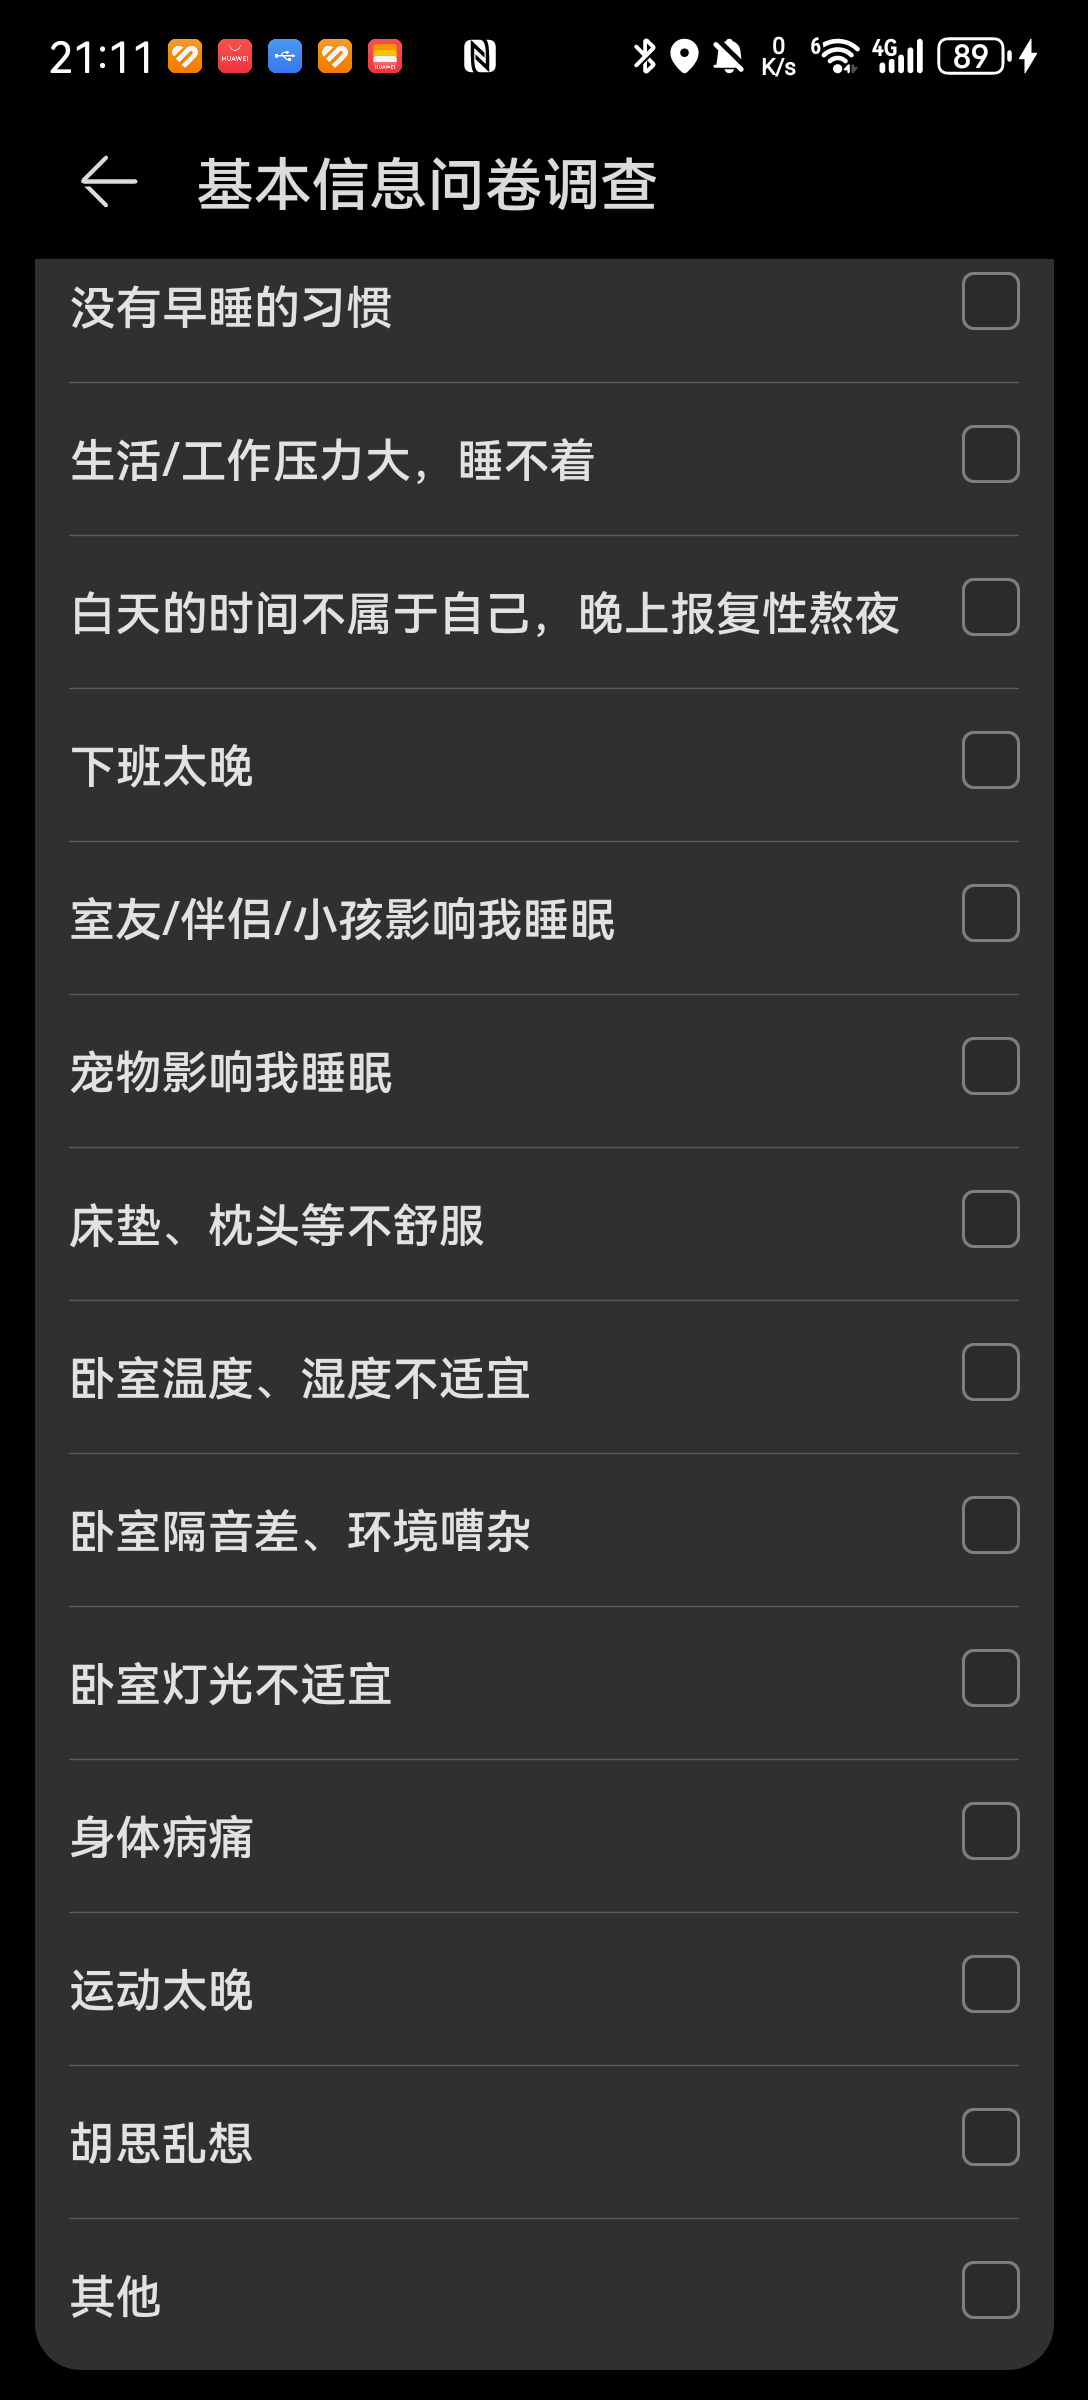 21:11
HUAWEI
HUAWEI
0
K/s
6
4G
89
基本信息问卷调查
没有早睡的习惯
生活/工作压力大，睡不着
白天的时间不属于自己，晚上报复性熬夜
下班太晚
室友/伴侣/小孩影响我睡眠
宠物影响我睡眠
床垫、枕头等不舒服
卧室温度、湿度不适宜
卧室隔音差、环境嘈杂
卧室灯光不适宜
身体病痛
运动太晚
胡思乱想
其他